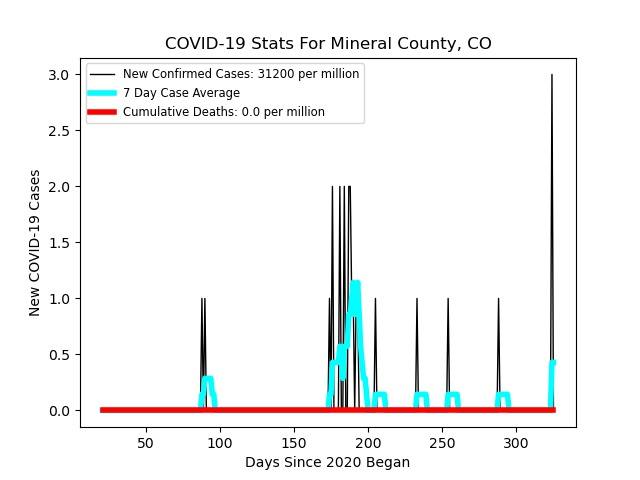 COVID-19 Stats For Mineral County, CO
New Confirmed Cases: 31200 per million
7 Day Case Average
Cumulative Deaths: 0.0 per million
New COVID-19 Cases
3.0
2.5
2.0
1.5
1.0
0.5
0.0
50 100 150 200 250 300
Days Since 2020 Began